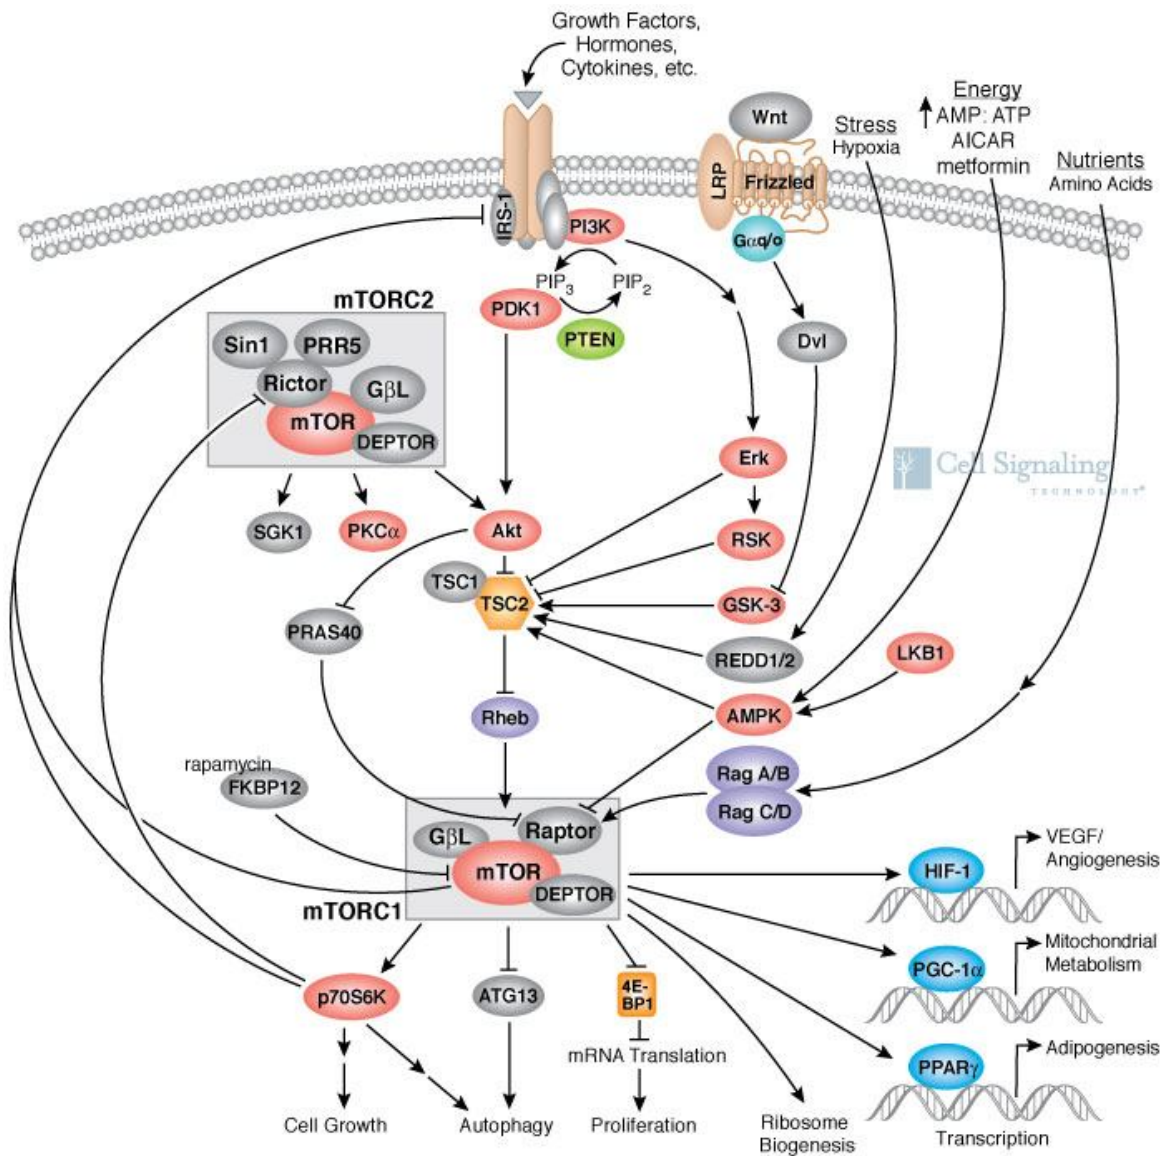 Growth Factors,
Hormones,
Cytokines, etc.
Wnt
Stress
Hypoxia
Energy
AMP: ATP
AICAR
metformin
Nutrients
Amino Acids
LRP
Frizzled
IRS-1
PI3K
Gαq/o
PIP3
PIP2
PDK1
PTEN
Dvl
mTORC2
Sin1
PRR5
Rictor
GβL
mTOR
DEPTOR
Erk
Cell Signaling
TECHNOLOGY®
SGK1
PKCα
Akt
RSK
TSC1
TSC2
GSK-3
PRAS40
REDD1/2
LKB1
Rheb
AMPK
rapamycin
FKBP12
Rag A/B
Rag C/D
GβL
Raptor
mTOR
DEPTOR
mTORC1
HIF-1
VEGF/
Angiogenesis
PGC-1α
Mitochondrial
Metabolism
p70S6K
ATG13
4E-
BP1
mRNA Translation
PPARγ
Adipogenesis
Cell Growth
Autophagy
Proliferation
Ribosome
Biogenesis
Transcription